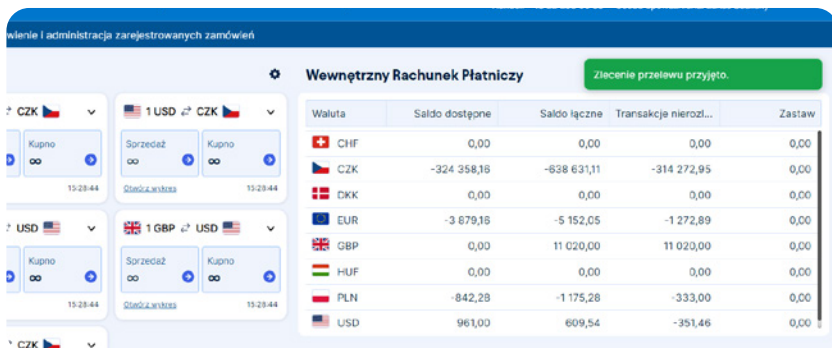 wienie i administracja zarejestrowanych zamówień
Wewnętrzny Rachunek Płatniczy
Zlecenie przelewu przyjęto.
CZK
1 USD ⇄ CZK
Kupno
∞
Sprzedaż
∞
Kupno
∞
15:28:44
Otwórz wykres
15:28:44
USD
1 GBP ⇄ USD
Kupno
∞
Sprzedaż
∞
Kupno
∞
15:28:44
Otwórz wykres
15:28:44
CZK
Waluta Saldo dostępne Saldo łączne Transakcje nierozl... Zastaw
CHF 0,00 0,00 0,00 0,00
CZK -324 358,16 -638 631,11 -314 272,95 0,00
DKK 0,00 0,00 0,00 0,00
EUR -3 879,16 -5 152,05 -1 272,89 0,00
GBP 0,00 11 020,00 11 020,00 0,00
HUF 0,00 0,00 0,00 0,00
PLN -842,28 -1 175,28 -333,00 0,00
USD 961,00 609,54 -351,46 0,00